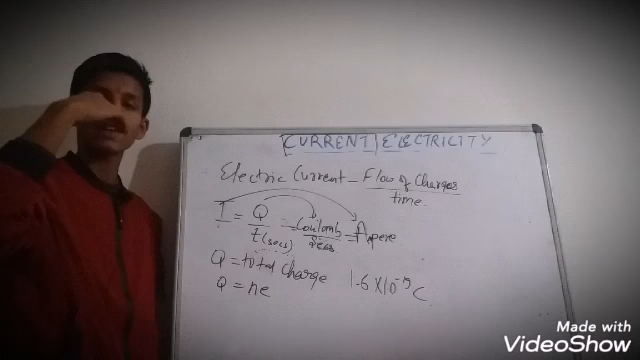 CURRENT ELECTRICITY
Electric Current - Flow of Charges / time
I = Q / t(secs) = Coulomb / secs = Ampere
Q = total Charge 1.6 X 10⁻¹⁹ C
Q = ne
Made with
VideoShow